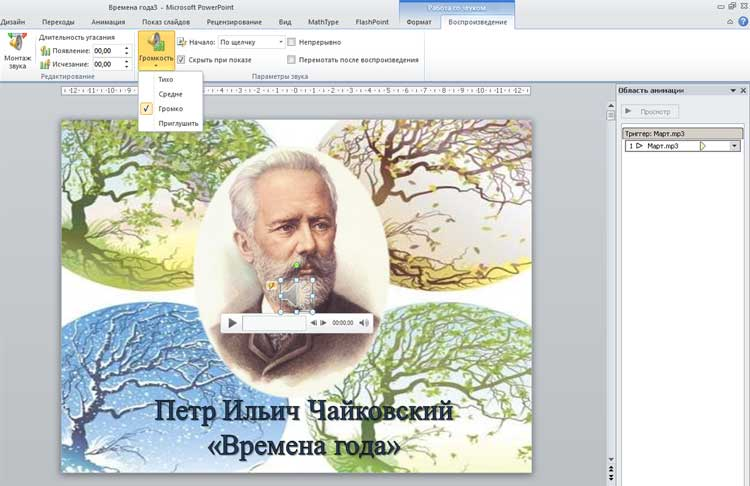 Времена года3 - Microsoft PowerPoint
Работа со звуком
Дизайн Переходы Анимация Показ слайдов Рецензирование Вид MathType FlashPoint Формат Воспроизведение
Монтаж звука
Длительность угасания
Появление: 00,00
Исчезание: 00,00
Редактирование
Громкость
Начало: По щелчку
Скрыть при показе
Непрерывно
Перемотать после воспроизведения
Параметры звука
Тихо
Средне
Громко
Приглушить
12 11 10 9 8 7 6 5 4 3 2 1 0 1 2 3 4 5 6 7 8 9 10 11 12
Область анимации
Просмотр
Триггер: Март.mp3
1 Март.mp3
00:00,00
Петр Ильич Чайковский
«Времена года»